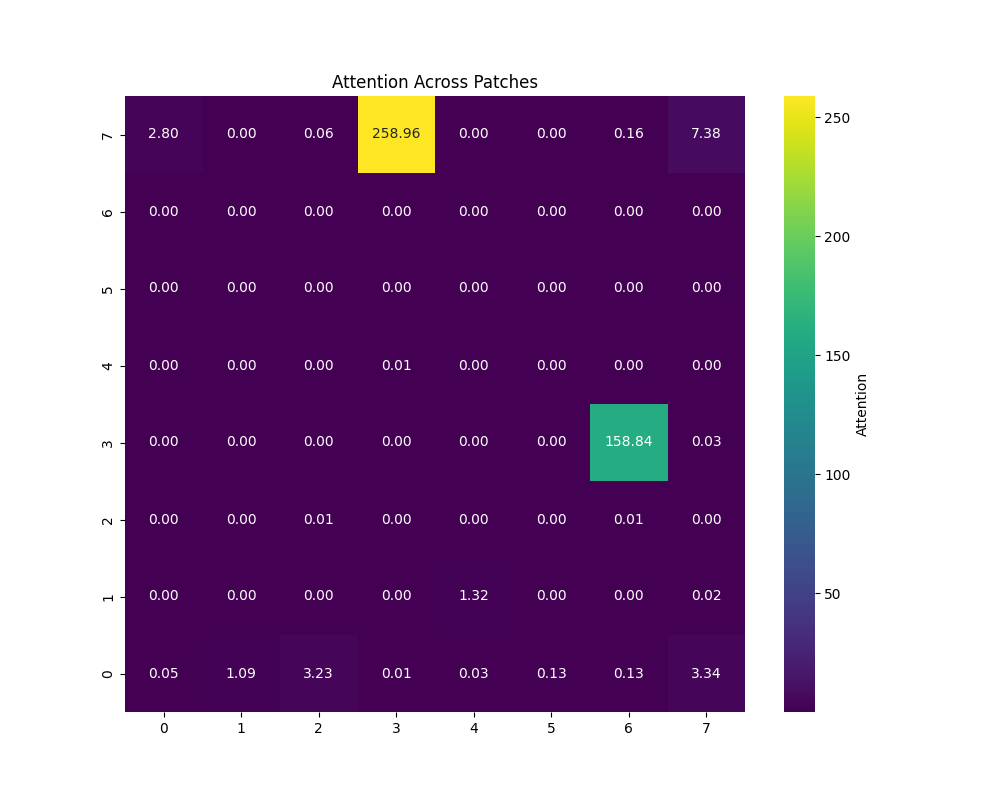 Attention Across Patches
7 2.80 0.00 0.06 258.96 0.00 0.00 0.16 7.38
6 0.00 0.00 0.00 0.00 0.00 0.00 0.00 0.00
5 0.00 0.00 0.00 0.00 0.00 0.00 0.00 0.00
4 0.00 0.00 0.00 0.01 0.00 0.00 0.00 0.00
3 0.00 0.00 0.00 0.00 0.00 0.00 158.84 0.03
2 0.00 0.00 0.01 0.00 0.00 0.00 0.01 0.00
1 0.00 0.00 0.00 0.00 1.32 0.00 0.00 0.02
0 0.05 1.09 3.23 0.01 0.03 0.13 0.13 3.34
0 1 2 3 4 5 6 7
250
200
150
100
50
Attention